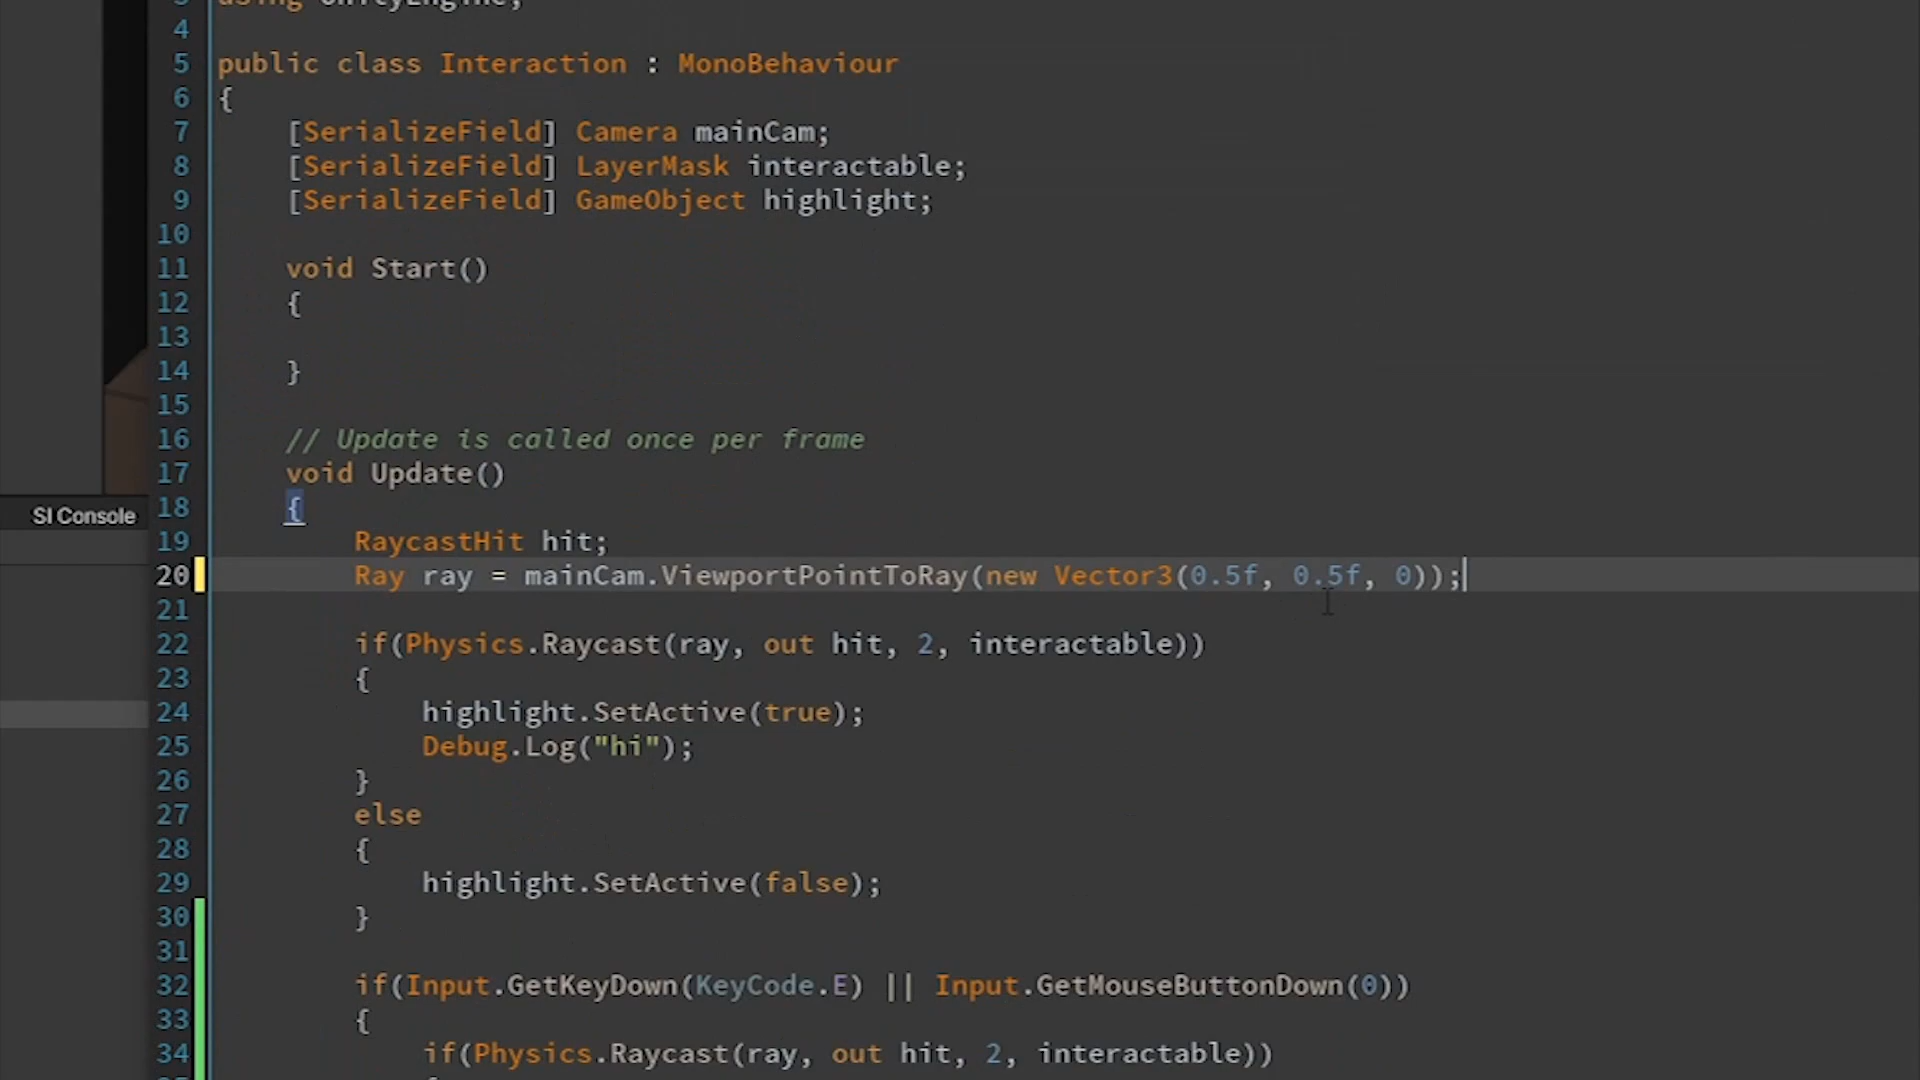 using UnityEngine;
4
5 public class Interaction : MonoBehaviour
6 {
7 [SerializeField] Camera mainCam;
8 [SerializeField] LayerMask interactable;
9 [SerializeField] GameObject highlight;
10
11 void Start()
12 {
13
14 }
15
16 // Update is called once per frame
17 void Update()
SI Console
18 {
19 RaycastHit hit;
20 Ray ray = mainCam.ViewportPointToRay(new Vector3(0.5f, 0.5f, 0));
21
22 if(Physics.Raycast(ray, out hit, 2, interactable))
23 {
24 highlight.SetActive(true);
25 Debug.Log("hi");
26 }
27 else
28 {
29 highlight.SetActive(false);
30 }
31
32 if(Input.GetKeyDown(KeyCode.E) || Input.GetMouseButtonDown(0))
33 {
34 if(Physics.Raycast(ray, out hit, 2, interactable))